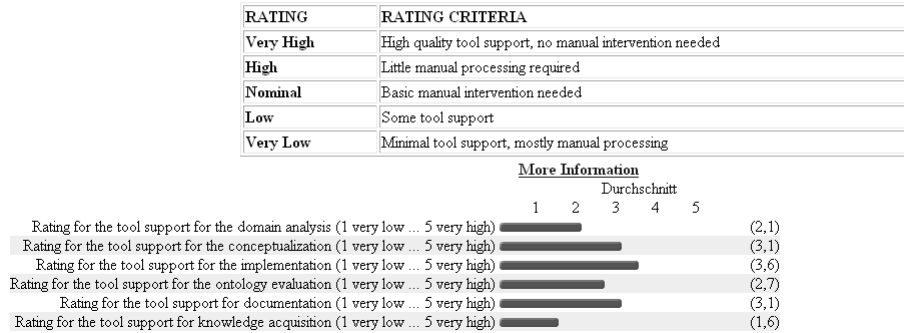 RATING RATING CRITERIA
Very High High quality tool support, no manual intervention needed
High Little manual processing required
Nominal Basic manual intervention needed
Low Some tool support
Very Low Minimal tool support, mostly manual processing
More Information
Durchschnitt
1 2 3 4 5
Rating for the tool support for the domain analysis (1 very low ... 5 very high) (2,1)
Rating for the tool support for the conceptualization (1 very low ... 5 very high) (3,1)
Rating for the tool support for the implementation (1 very low ... 5 very high) (3,6)
Rating for the tool support for the ontology evaluation (1 very low ... 5 very high) (2,7)
Rating for the tool support for documentation (1 very low ... 5 very high) (3,1)
Rating for the tool support for knowledge acquisition (1 very low ... 5 very high) (1,6)